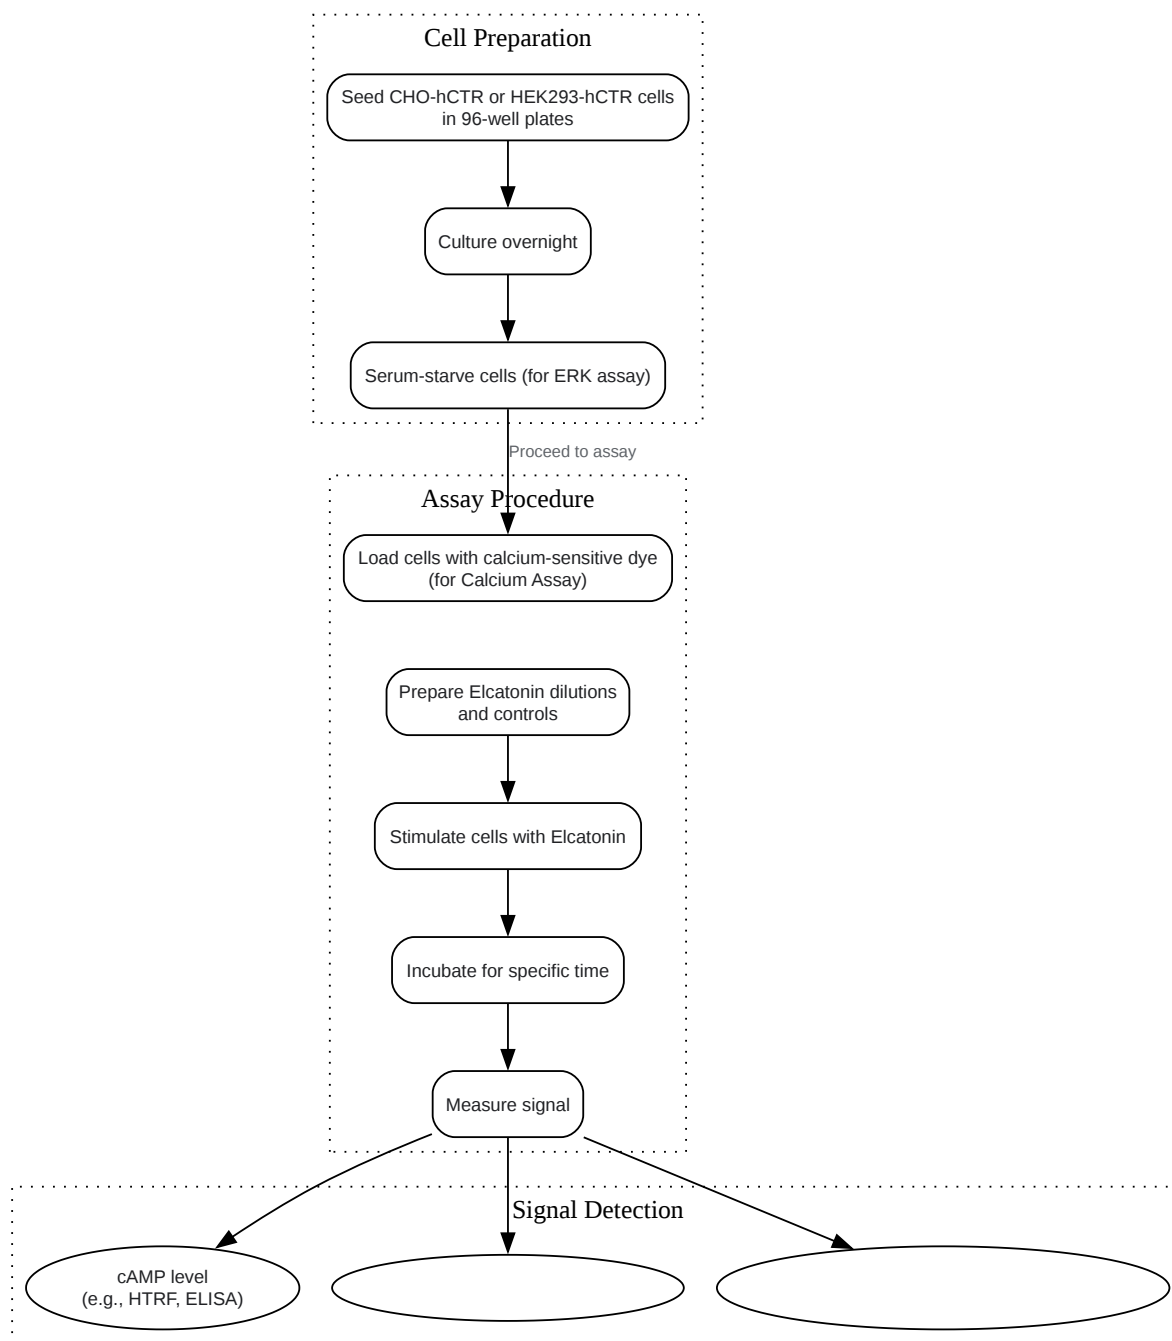 Cell Preparation
Seed CHO-hCTR or HEK293-hCTR cells
in 96-well plates
Culture overnight
Serum-starve cells (for ERK assay)
Proceed to assay
Assay Procedure
Load cells with calcium-sensitive dye
(for Calcium Assay)
Prepare Elcatonin dilutions
and controls
Stimulate cells with Elcatonin
Incubate for specific time
Measure signal
Signal Detection
cAMP level
(e.g., HTRF, ELISA)